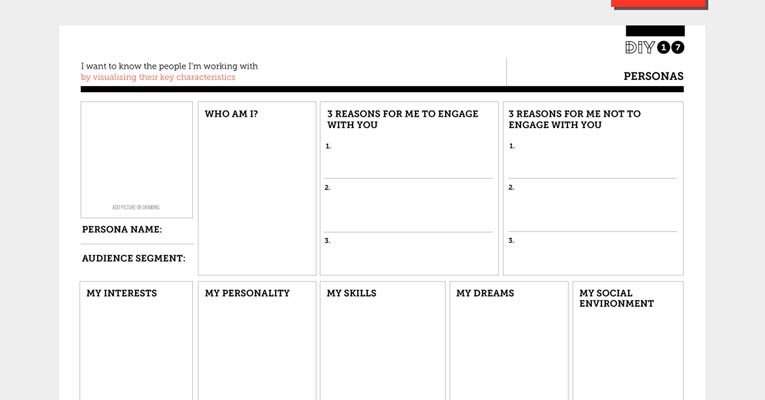 DIY 17
I want to know the people I'm working with
by visualising their key characteristics
PERSONAS
ADD PICTURE OR DRAWING
PERSONA NAME:
AUDIENCE SEGMENT:
WHO AM I?
3 REASONS FOR ME TO ENGAGE
WITH YOU
1.
2.
3.
3 REASONS FOR ME NOT TO
ENGAGE WITH YOU
1.
2.
3.
MY INTERESTS
MY PERSONALITY
MY SKILLS
MY DREAMS
MY SOCIAL
ENVIRONMENT